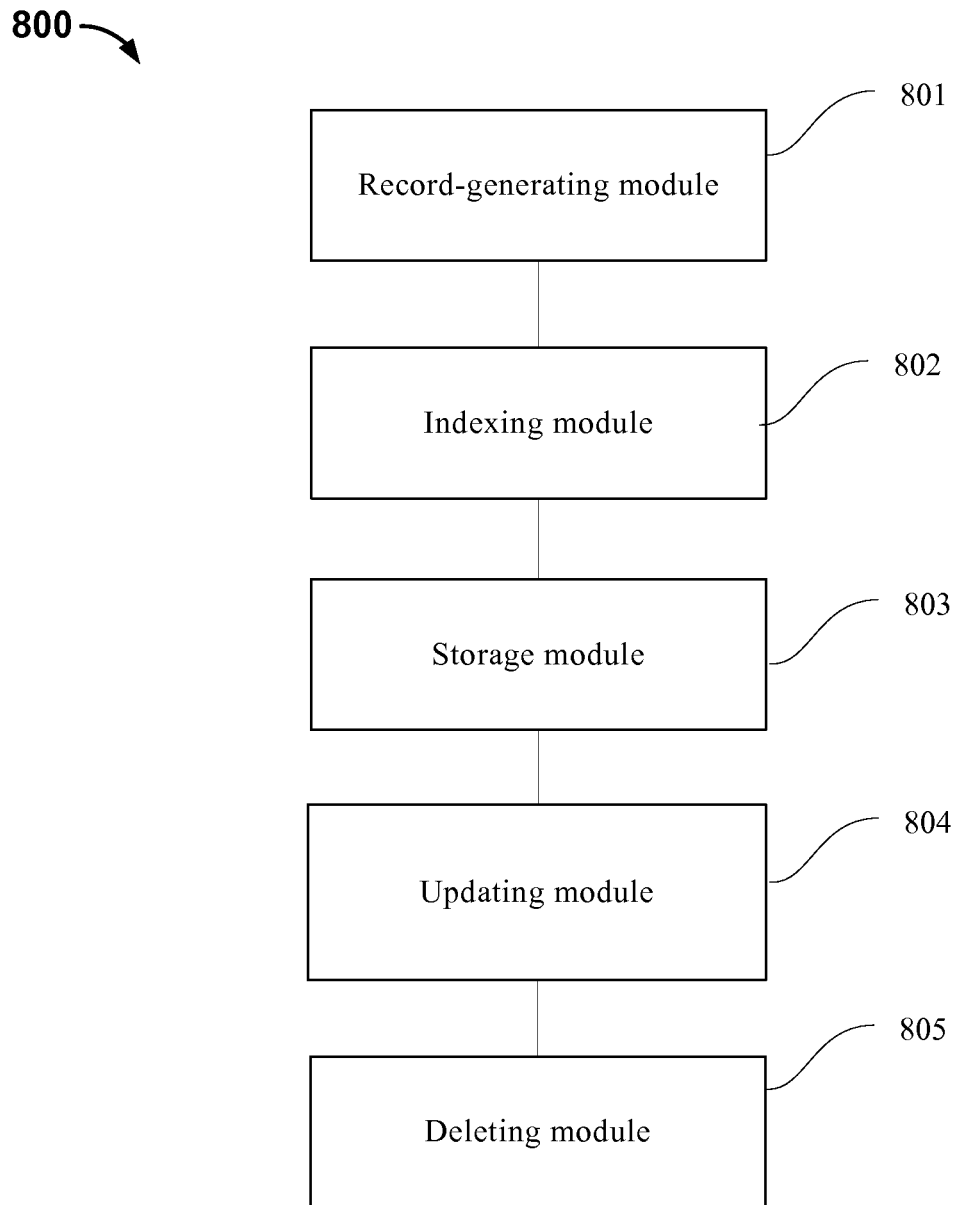 800
801
Record-generating module
802
Indexing module
803
Storage module
804
Updating module
805
Deleting module